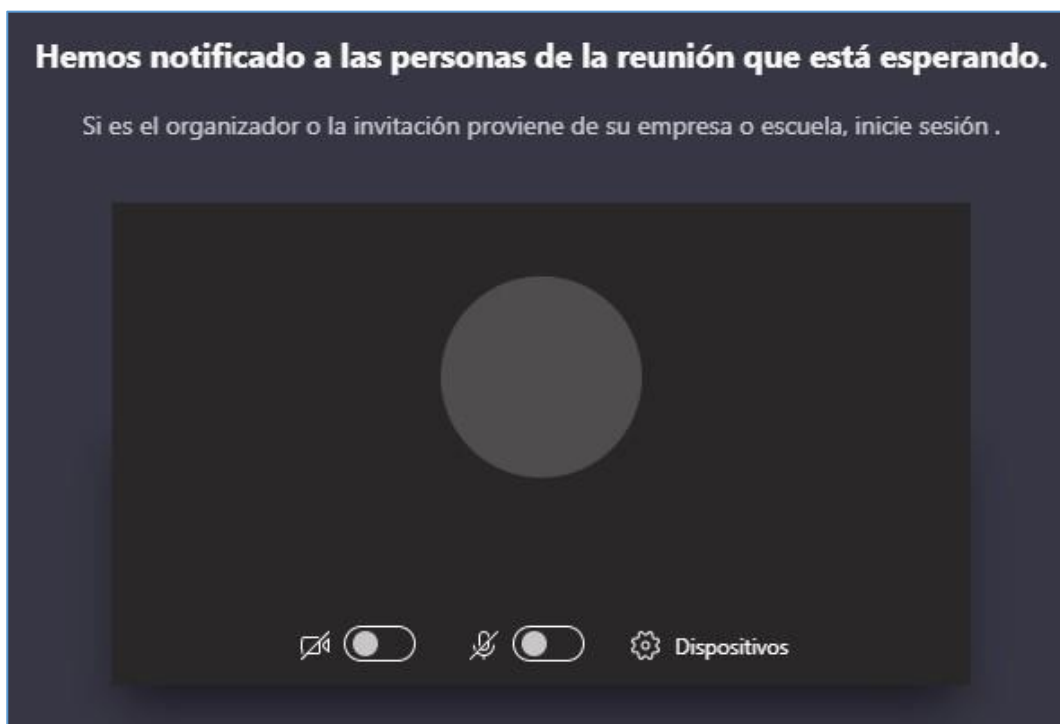 Hemos notificado a las personas de la reunión que está esperando.
Si es el organizador o la invitación proviene de su empresa o escuela, inicie sesión .
Dispositivos